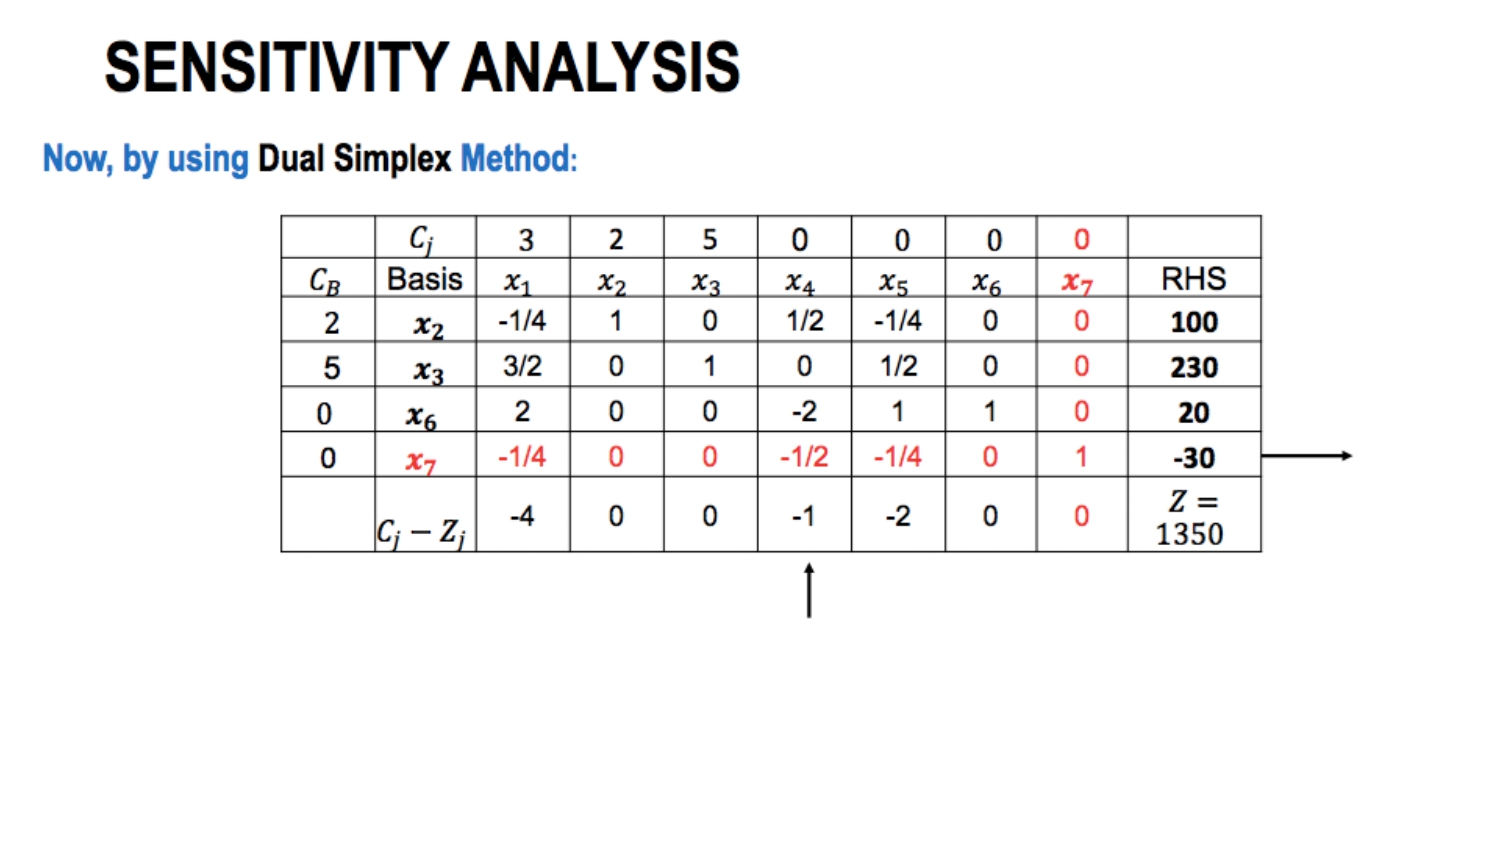 SENSITIVITY ANALYSIS
Now, by using Dual Simplex Method:
C_j 3 2 5 0 0 0 0
C_B Basis x_1 x_2 x_3 x_4 x_5 x_6 x_7 RHS
2 x_2 -1/4 1 0 1/2 -1/4 0 0 100
5 x_3 3/2 0 1 0 1/2 0 0 230
0 x_6 2 0 0 -2 1 1 0 20
0 x_7 -1/4 0 0 -1/2 -1/4 0 1 -30
C_j − Z_j -4 0 0 -1 -2 0 0 Z =
1350